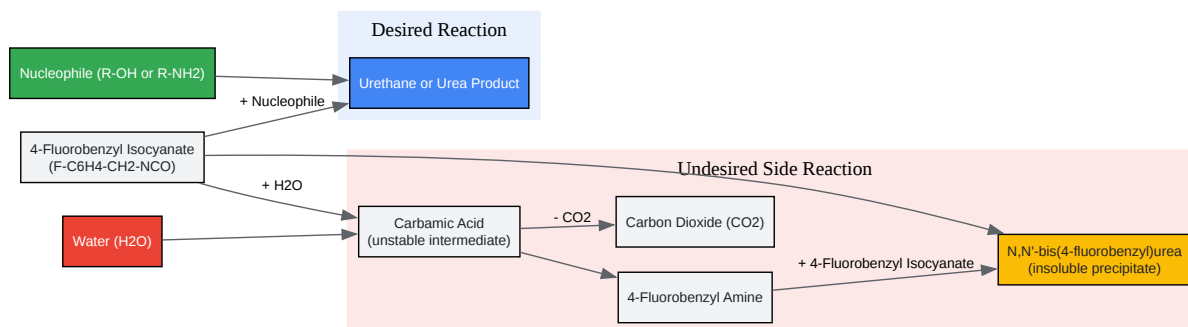 Desired Reaction
Nucleophile (R-OH or R-NH2)
Urethane or Urea Product
+ Nucleophile
4-Fluorobenzyl Isocyanate
(F-C6H4-CH2-NCO)
Undesired Side Reaction
+ H2O
Water (H2O)
Carbamic Acid
(unstable intermediate)
- CO2
Carbon Dioxide (CO2)
4-Fluorobenzyl Amine
+ 4-Fluorobenzyl Isocyanate
N,N'-bis(4-fluorobenzyl)urea
(insoluble precipitate)